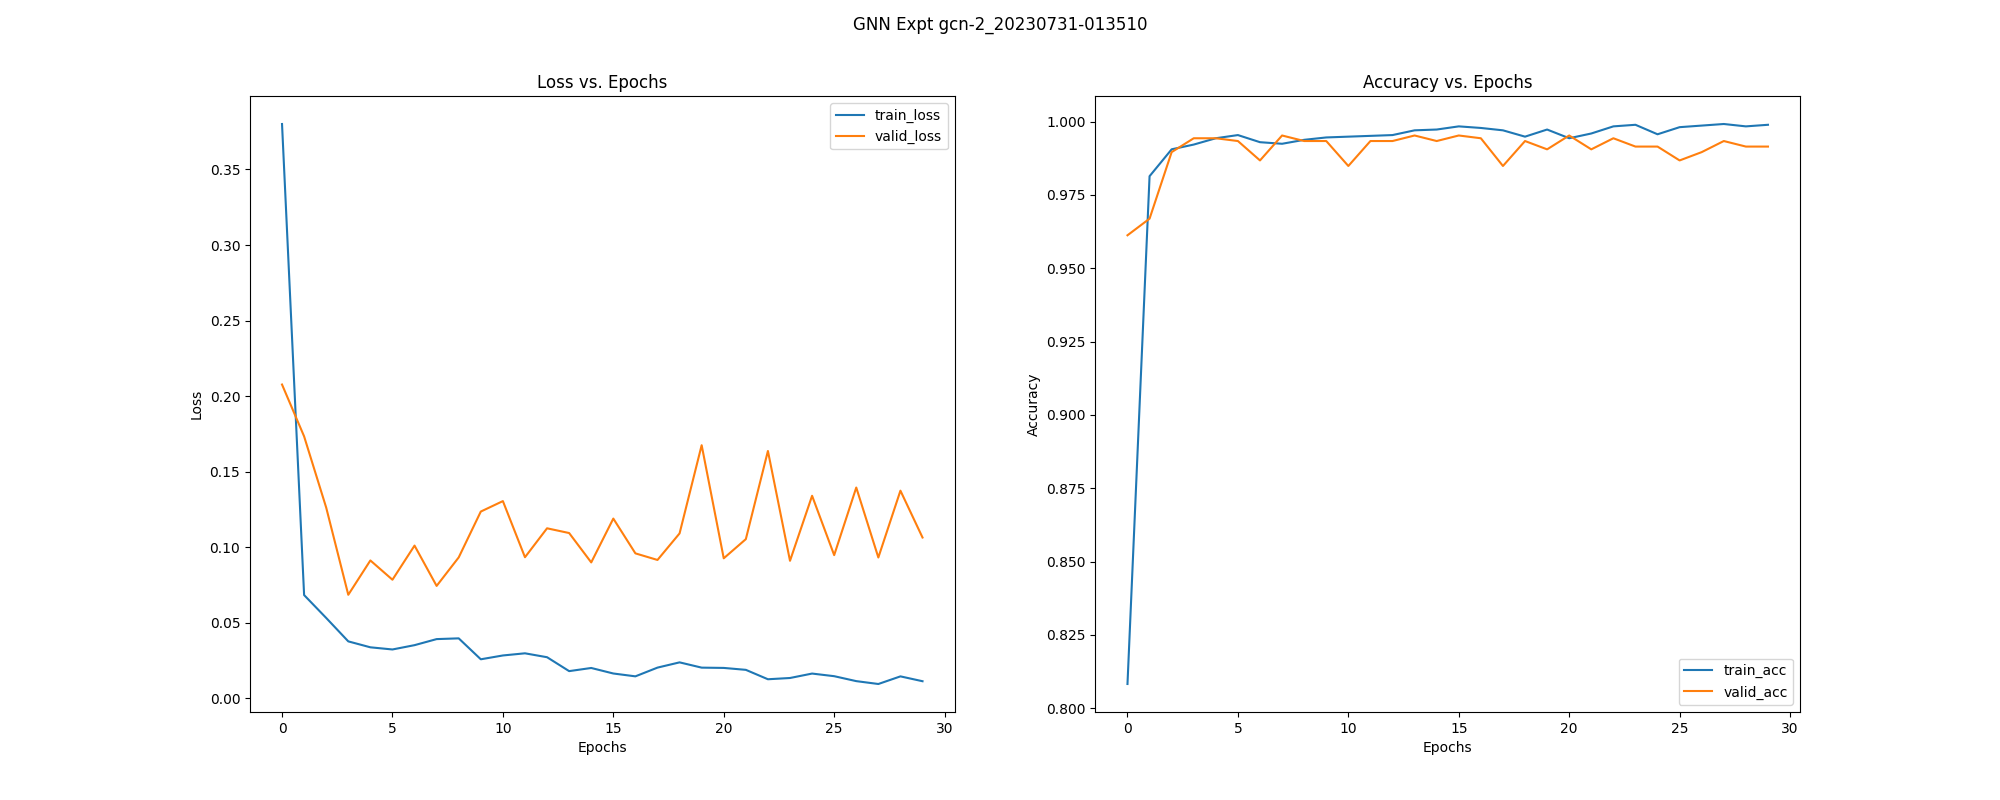 GNN Expt gcn-2_20230731-013510
Loss vs. Epochs
train_loss
valid_loss
0.35
0.30
0.25
0.20
0.15
0.10
0.05
0.00
Loss
0 5 10 15 20 25 30
Epochs
Accuracy vs. Epochs
1.000
0.975
0.950
0.925
0.900
0.875
0.850
0.825
0.800
Accuracy
train_acc
valid_acc
0 5 10 15 20 25 30
Epochs